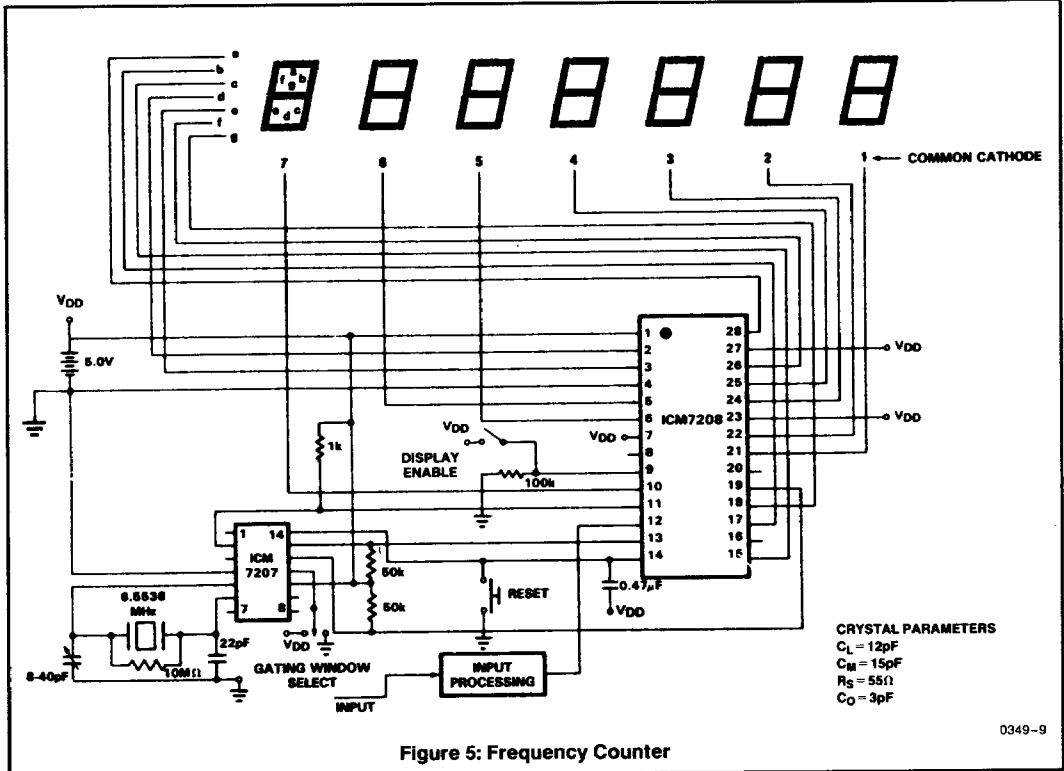 a
b
c
d
e
f
g
a
f b
g
e c
d
7 6 5 4 3 2 1 COMMON CATHODE
VDD
5.0V
1k
VDD
DISPLAY
ENABLE
100k
VDD
ICM7208
1
2
3
4
5
6
7
8
9
10
11
12
13
14
28
27
26
25
24
23
22
21
20
19
18
17
16
15
VDD
VDD
1 14
ICM
7207
7 8
50k
50k
6.5536
MHz
10MΩ
8-40pF
22pF
VDD
GATING WINDOW
SELECT
RESET
0.47μF
VDD
INPUT
INPUT
PROCESSING
CRYSTAL PARAMETERS
CL = 12pF
CM = 15pF
RS = 55Ω
CO = 3pF
0349-9
Figure 5: Frequency Counter